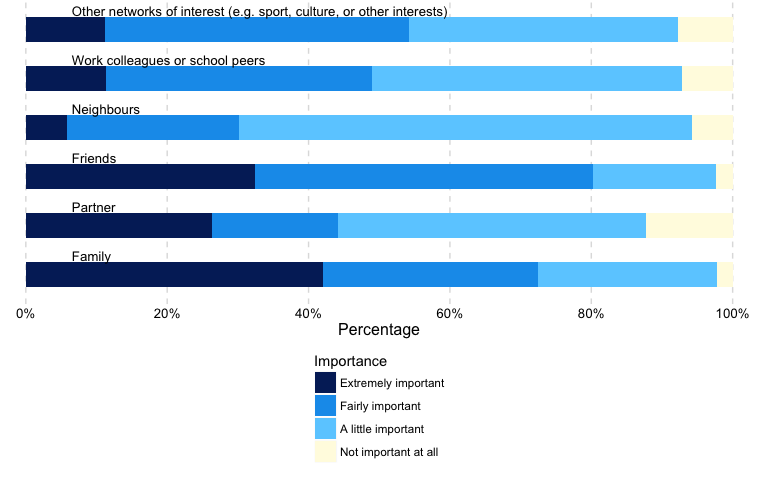 Other networks of interest (e.g. sport, culture, or other interests)
Work colleagues or school peers
Neighbours
Friends
Partner
Family
0% 20% 40% 60% 80% 100%
Percentage
Importance
Extremely important
Fairly important
A little important
Not important at all